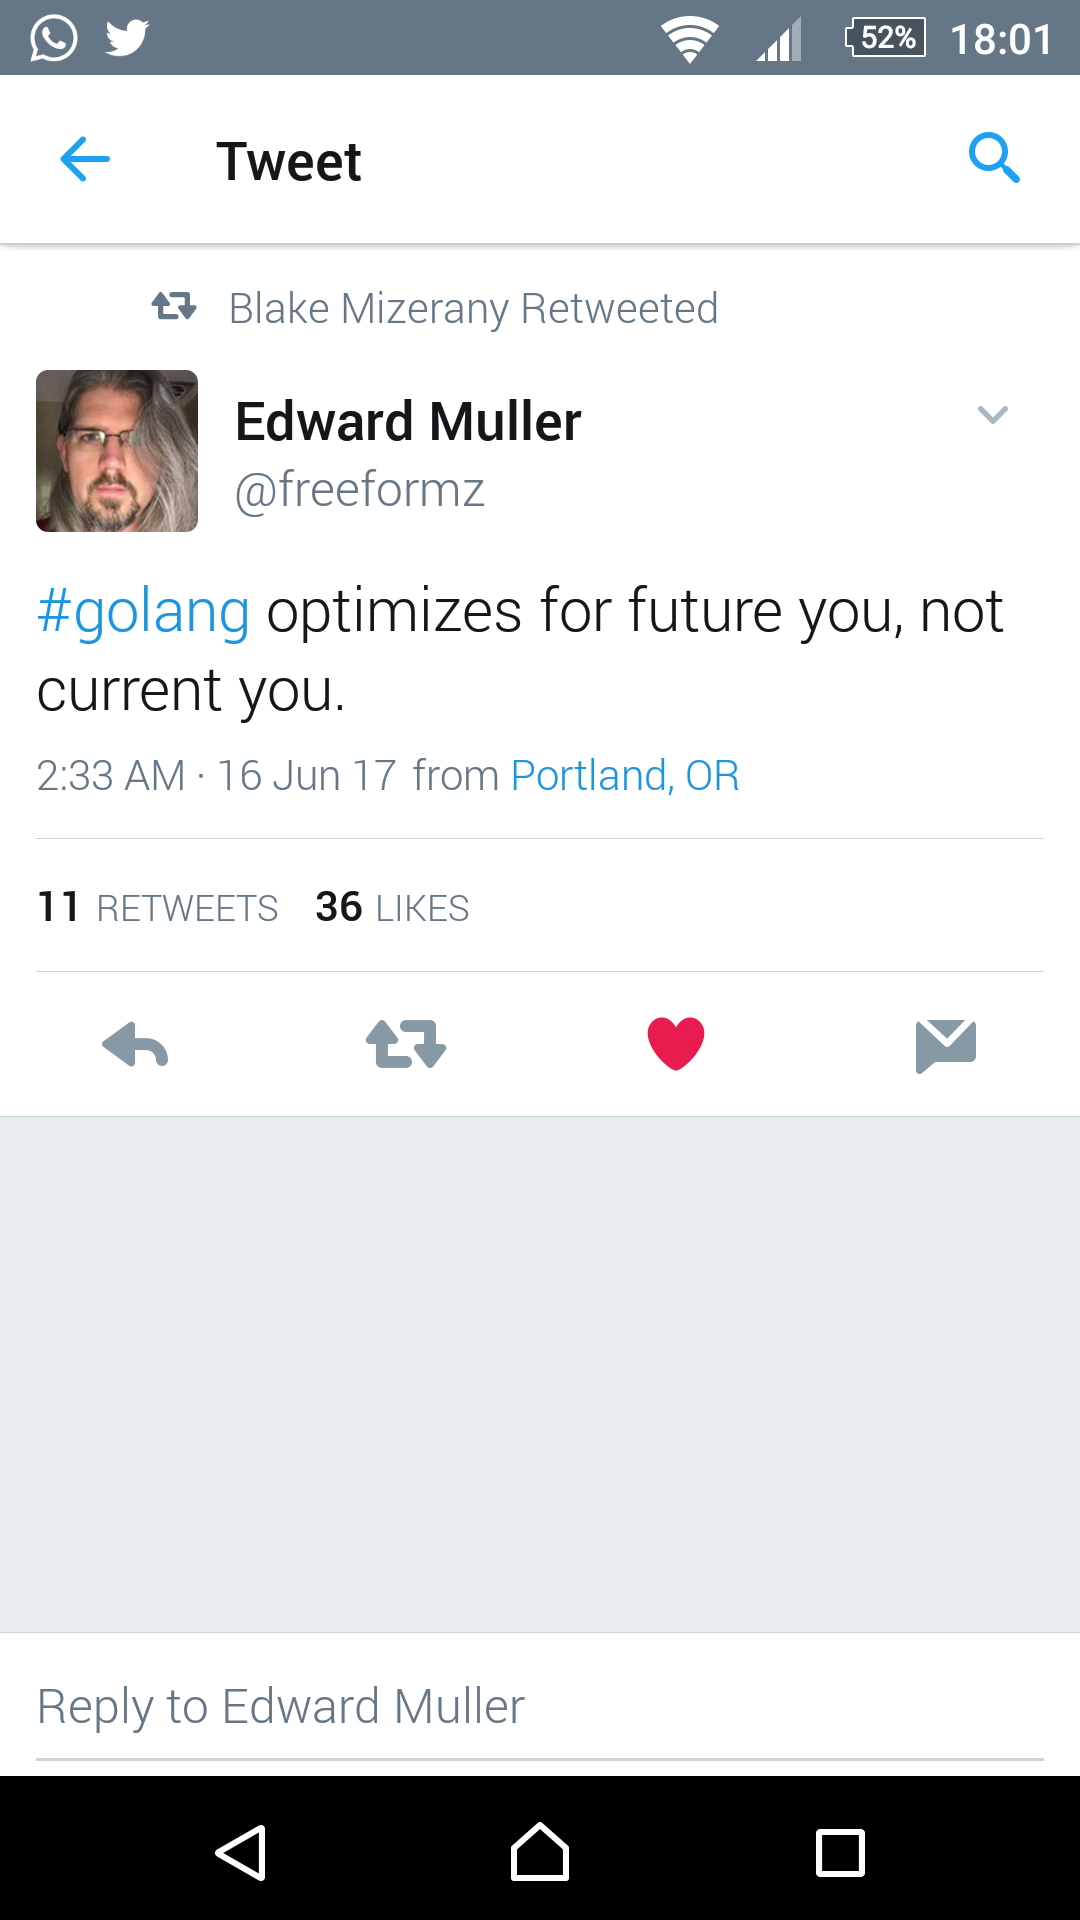 52% 18:01
Tweet
Blake Mizerany Retweeted
Edward Muller
@freeformz
#golang optimizes for future you, not
current you.
2:33 AM · 16 Jun 17 from Portland, OR
11 RETWEETS 36 LIKES
Reply to Edward Muller